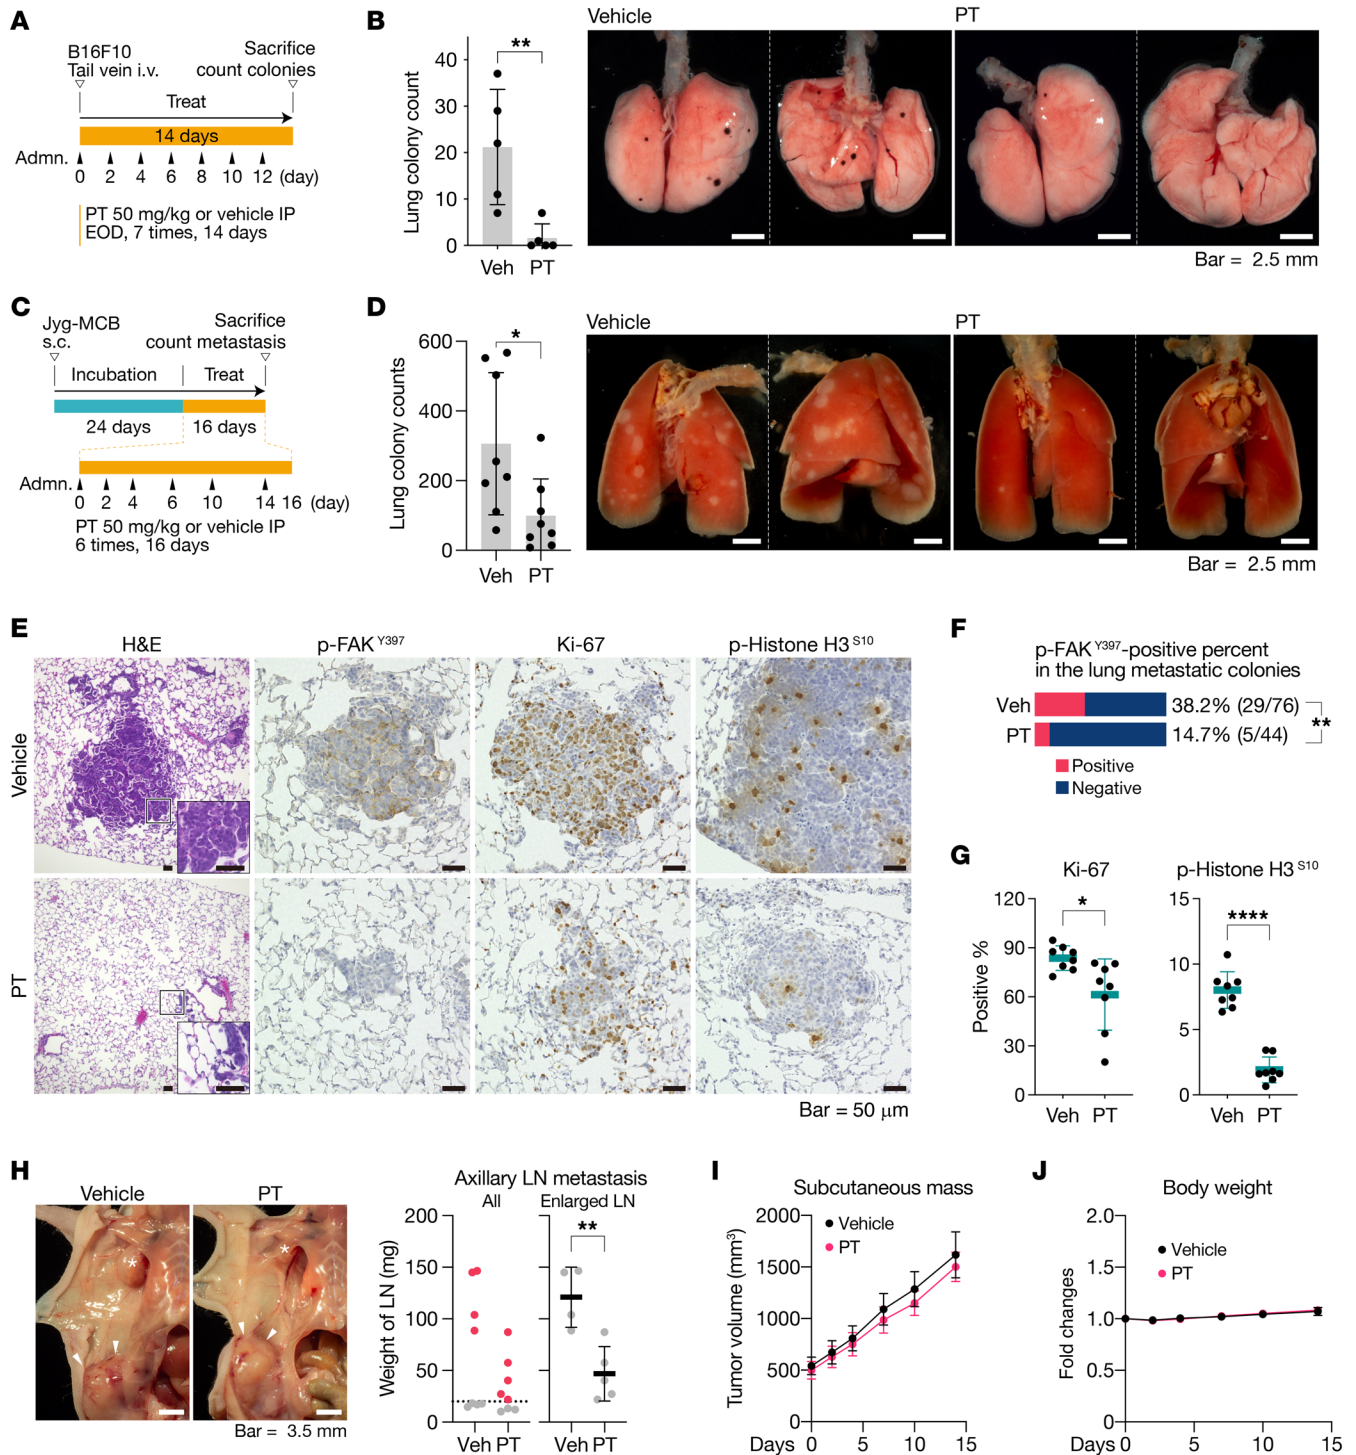 A
B16F10
Tail vein i.v.
Sacrifice
count colonies
Treat
14 days
Admn.
0 2 4 6 8 10 12 (day)
PT 50 mg/kg or vehicle IP
EOD, 7 times, 14 days
B
Lung colony count
40
30
20
10
0
**
Veh PT
Vehicle
PT
Bar = 2.5 mm
C
Jyg-MCB
s.c.
Sacrifice
count metastasis
Incubation
Treat
24 days
16 days
Admn.
0 2 4 6 10 14 16 (day)
PT 50 mg/kg or vehicle IP
6 times, 16 days
D
Lung colony counts
600
400
200
0
*
Veh PT
Vehicle
PT
Bar = 2.5 mm
E
H&E
p-FAK Y397
Ki-67
p-Histone H3 S10
Vehicle
PT
Bar = 50 μm
F
p-FAK Y397-positive percent
in the lung metastatic colonies
Veh 38.2% (29/76)
**
PT 14.7% (5/44)
Positive
Negative
G
Ki-67
Positive %
120
90
60
30
0
*
Veh PT
p-Histone H3 S10
15
10
5
0
****
Veh PT
H
Vehicle
PT
*
*
Bar = 3.5 mm
Axillary LN metastasis
All
Enlarged LN
Weight of LN (mg)
200
150
100
50
0
**
Veh PT
Veh PT
I
Subcutaneous mass
Tumor volume (mm3)
2000
1500
1000
500
0
Vehicle
PT
Days 0 5 10 15
J
Body weight
Fold changes
2.0
1.5
1.0
0.5
0
Vehicle
PT
Days 0 5 10 15